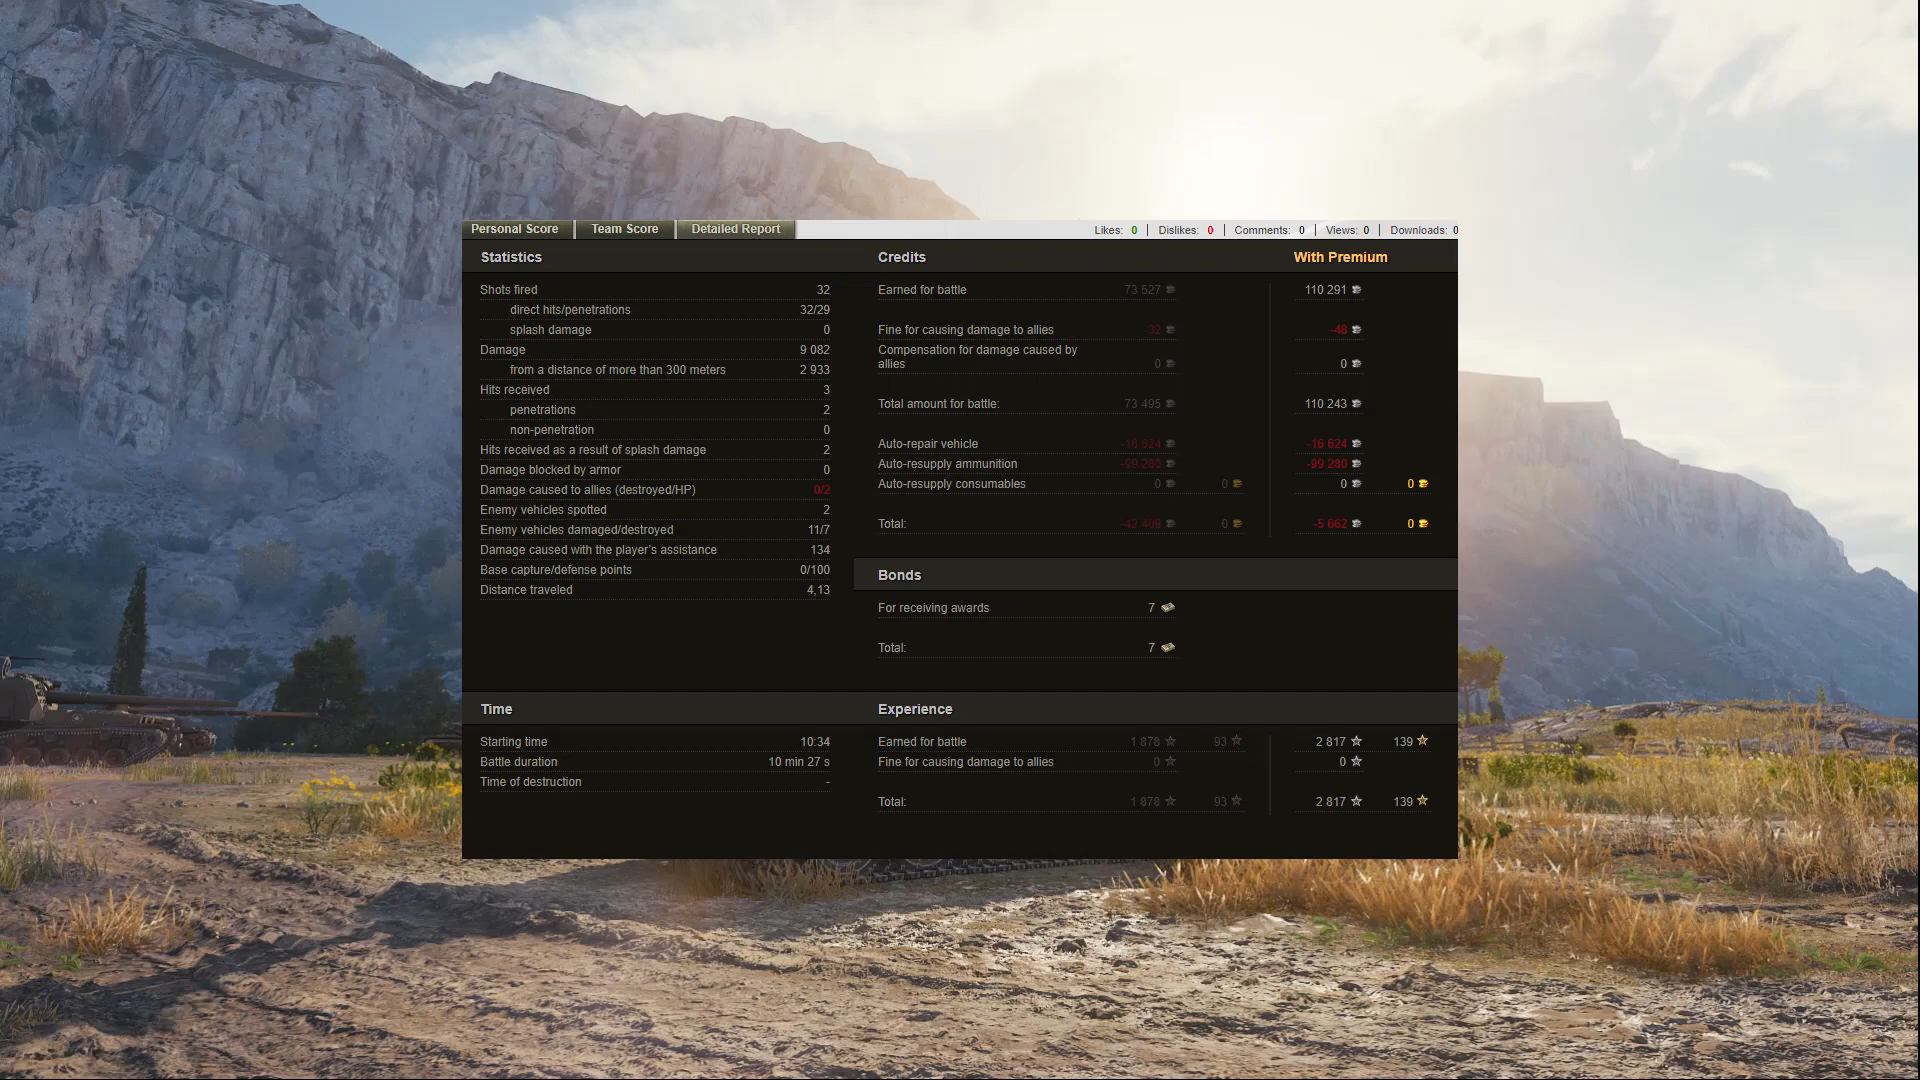 Personal Score Team Score Detailed Report Likes: 0 | Dislikes: 0 | Comments: 0 | Views: 0 | Downloads: 0
Statistics
Shots fired 32
direct hits/penetrations 32/29
splash damage 0
Damage 9 082
from a distance of more than 300 meters 2 933
Hits received 3
penetrations 2
non-penetration 0
Hits received as a result of splash damage 2
Damage blocked by armor 0
Damage caused to allies (destroyed/HP) 0/2
Enemy vehicles spotted 2
Enemy vehicles damaged/destroyed 11/7
Damage caused with the player's assistance 134
Base capture/defense points 0/100
Distance traveled 4,13
Credits With Premium
Earned for battle 73 527 110 291
Fine for causing damage to allies -32 -48
Compensation for damage caused by
allies 0 0
Total amount for battle: 73 495 110 243
Auto-repair vehicle -16 624 -16 624
Auto-resupply ammunition -99 280 -99 280
Auto-resupply consumables 0 0 0 0
Total: -42 409 0 -5 662 0
Bonds
For receiving awards 7
Total: 7
Time
Starting time 10:34
Battle duration 10 min 27 s
Time of destruction -
Experience
Earned for battle 1 878 93 2 817 139
Fine for causing damage to allies 0 0
Total: 1 878 93 2 817 139